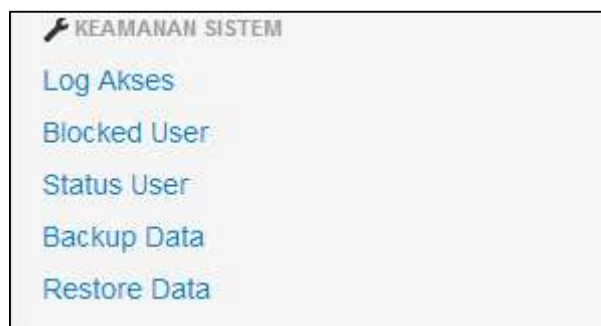 KEAMANAN SISTEM
Log Akses
Blocked User
Status User
Backup Data
Restore Data